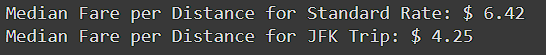 Median Fare per Distance for Standard Rate: $ 6.42
Median Fare per Distance for JFK Trip: $ 4.25